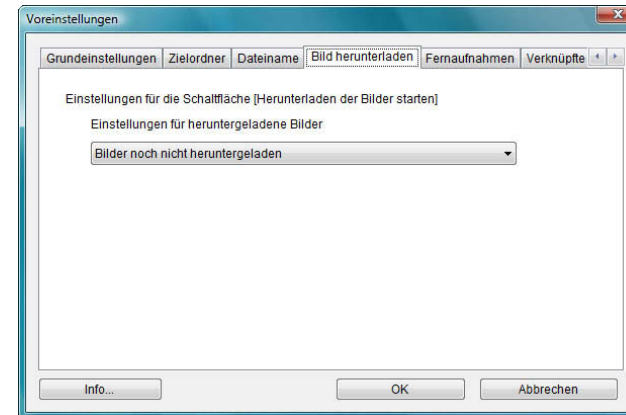 Voreinstellungen
Grundeinstellungen Zielordner Dateiname Bild herunterladen Fernaufnahmen Verknüpfte
Einstellungen für die Schaltfläche [Herunterladen der Bilder starten]
Einstellungen für heruntergeladene Bilder
Bilder noch nicht heruntergeladen
Info... OK Abbrechen